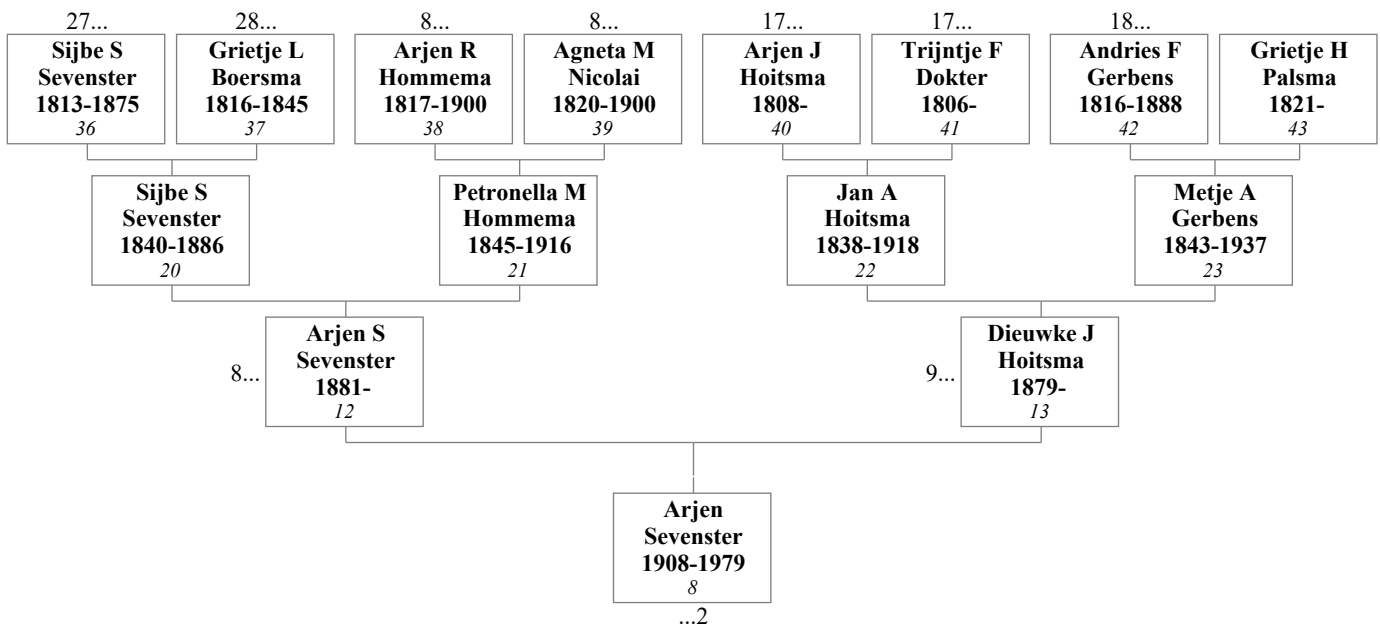 27...
28...
8...
8...
17...
17...
18...
Sijbe S
Sevenster
1813-1875
36
Grietje L
Boersma
1816-1845
37
Arjen R
Hommema
1817-1900
38
Agneta M
Nicolai
1820-1900
39
Arjen J
Hoitsma
1808-
40
Trijntje F
Dokter
1806-
41
Andries F
Gerbens
1816-1888
42
Grietje H
Palsma
1821-
43
Sijbe S
Sevenster
1840-1886
20
Petronella M
Hommema
1845-1916
21
Jan A
Hoitsma
1838-1918
22
Metje A
Gerbens
1843-1937
23
8...
Arjen S
Sevenster
1881-
12
9...
Dieuwke J
Hoitsma
1879-
13
Arjen
Sevenster
1908-1979
8
...2